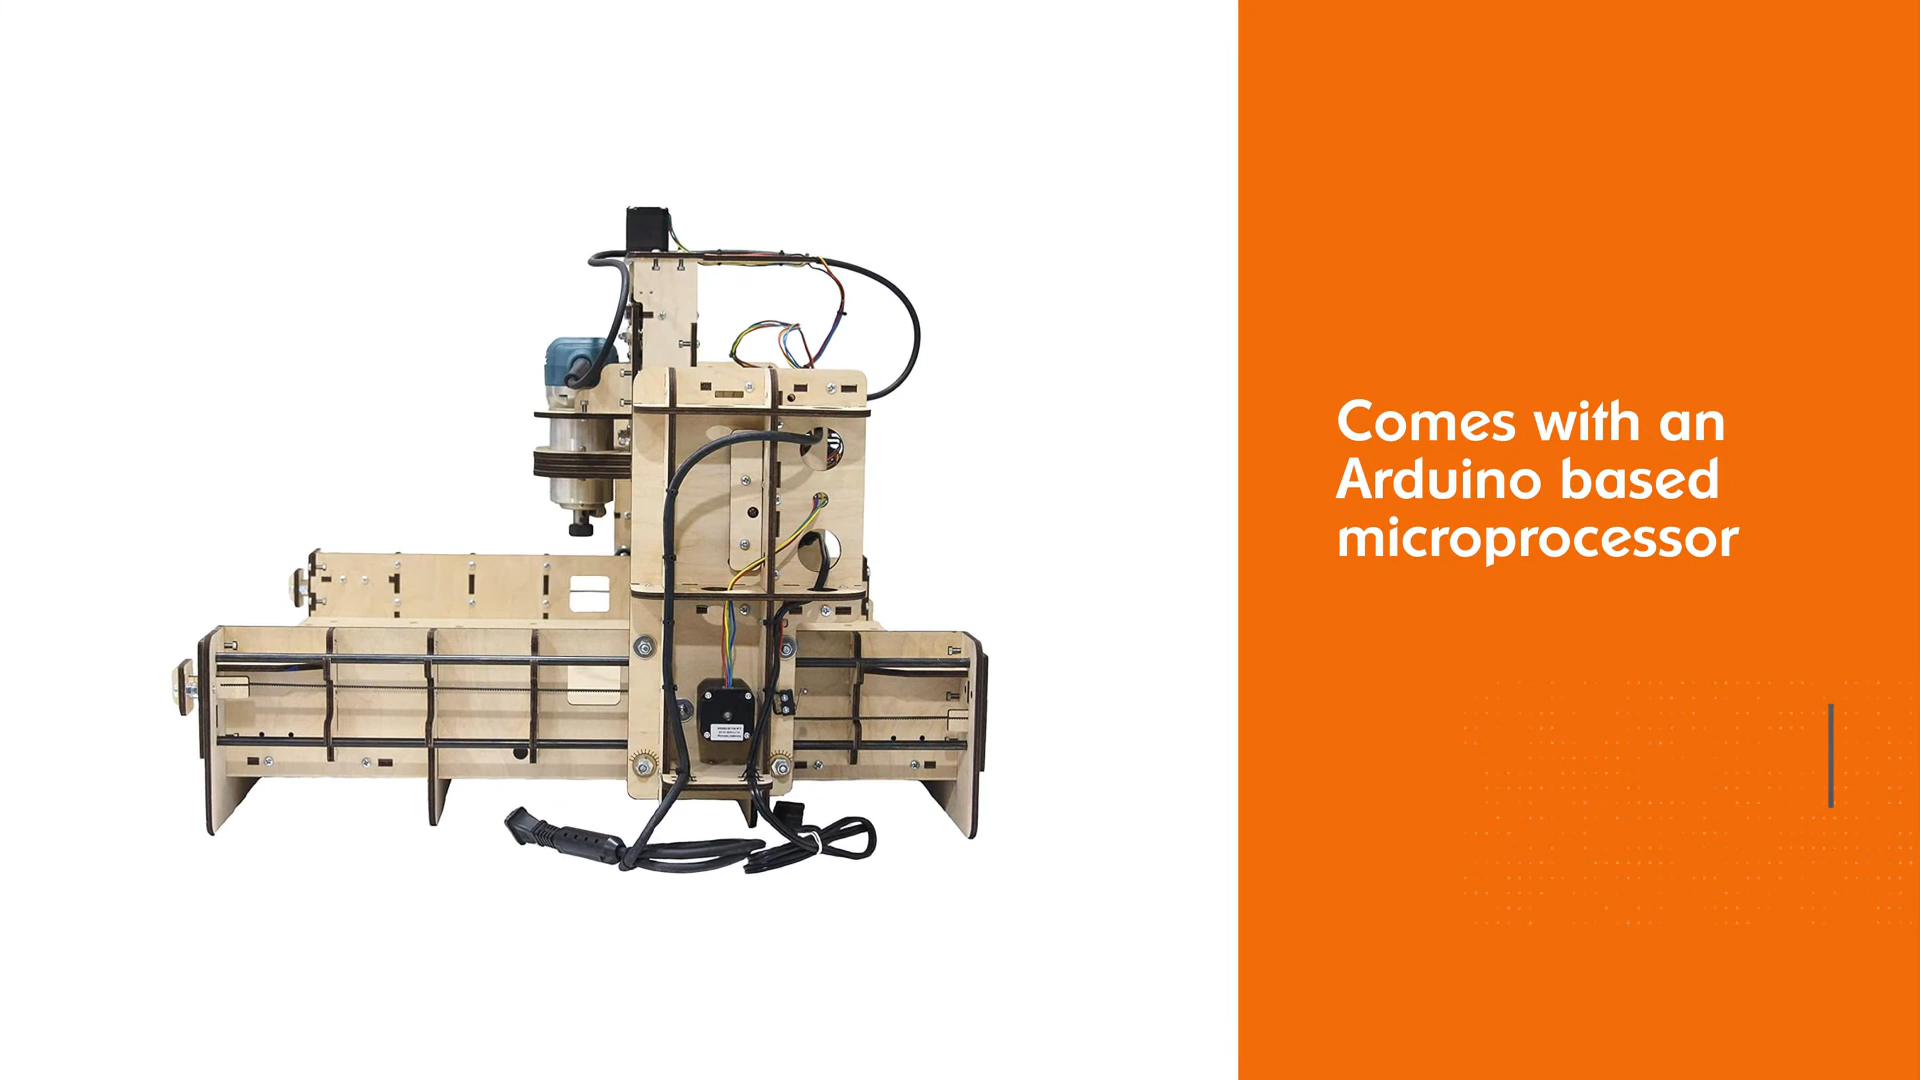 Comes with an
Arduino based
microprocessor